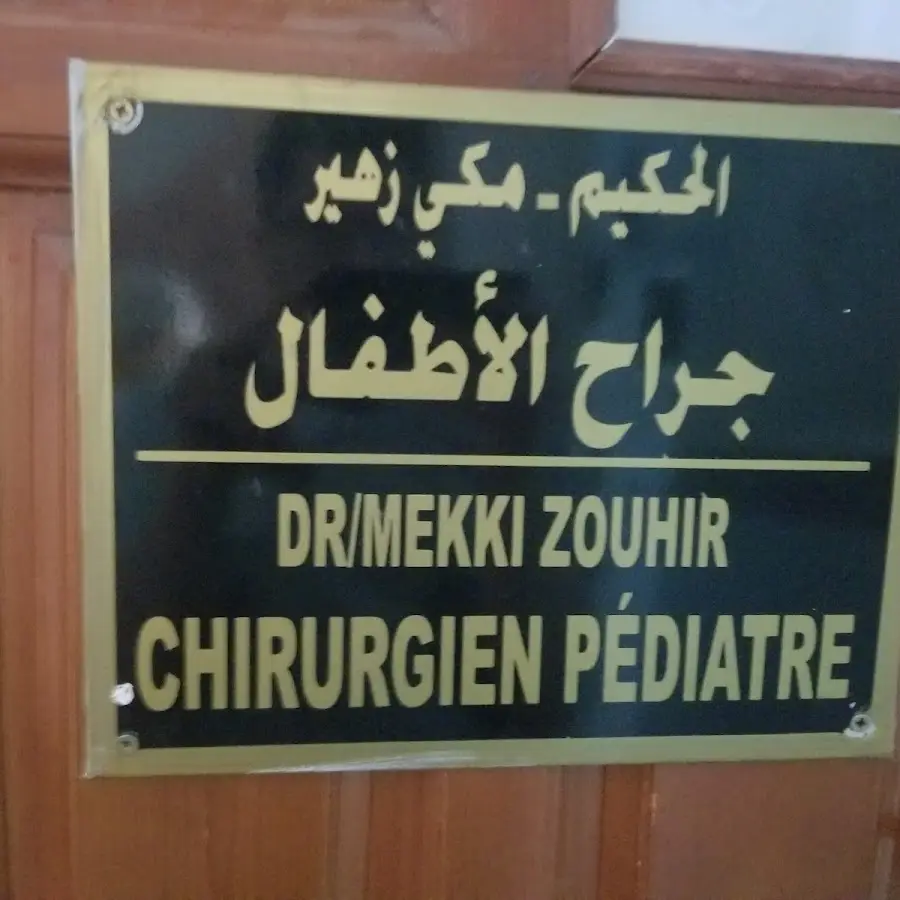 الحكيم - مكي زهير
جراح الأطفال
DR/MEKKI ZOUHIR
CHIRURGIEN PÉDIATRE